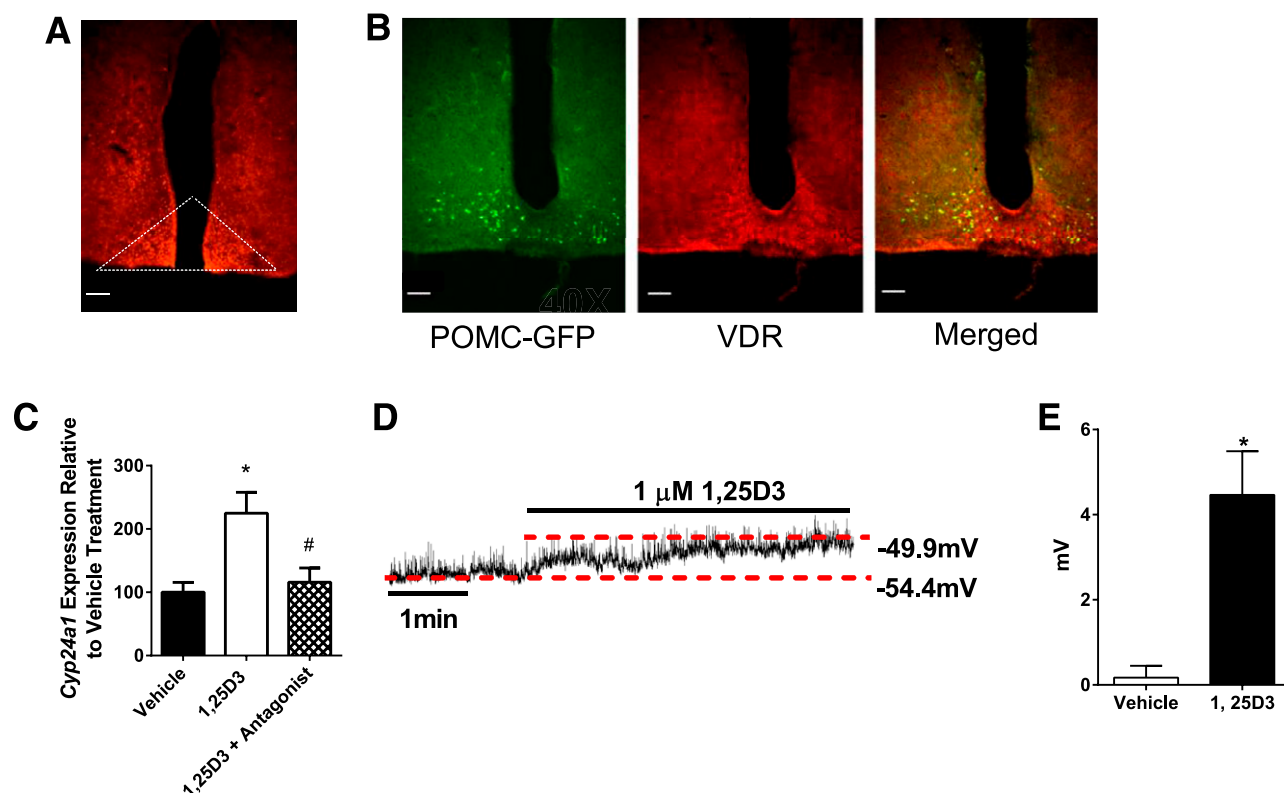 A
B
40X
POMC-GFP
VDR
Merged
C
Cyp24a1 Expression Relative
to Vehicle Treatment
300
200
100
0
*
#
Vehicle
1,25D3
1,25D3 + Antagonist
D
1 μM 1,25D3
-49.9mV
-54.4mV
1min
E
mV
6
4
2
0
*
Vehicle
1, 25D3